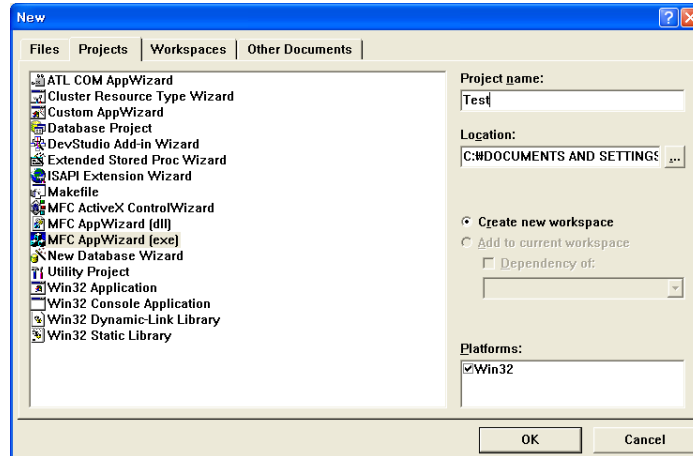 New
Files Projects Workspaces Other Documents
ATL COM AppWizard
Cluster Resource Type Wizard
Custom AppWizard
Database Project
DevStudio Add-in Wizard
Extended Stored Proc Wizard
ISAPI Extension Wizard
Makefile
MFC ActiveX ControlWizard
MFC AppWizard (dll)
MFC AppWizard (exe)
New Database Wizard
Utility Project
Win32 Application
Win32 Console Application
Win32 Dynamic-Link Library
Win32 Static Library
Project name:
Test
Location:
C:₩DOCUMENTS AND SETTINGS
...
Create new workspace
Add to current workspace
Dependency of:
Platforms:
Win32
OK Cancel